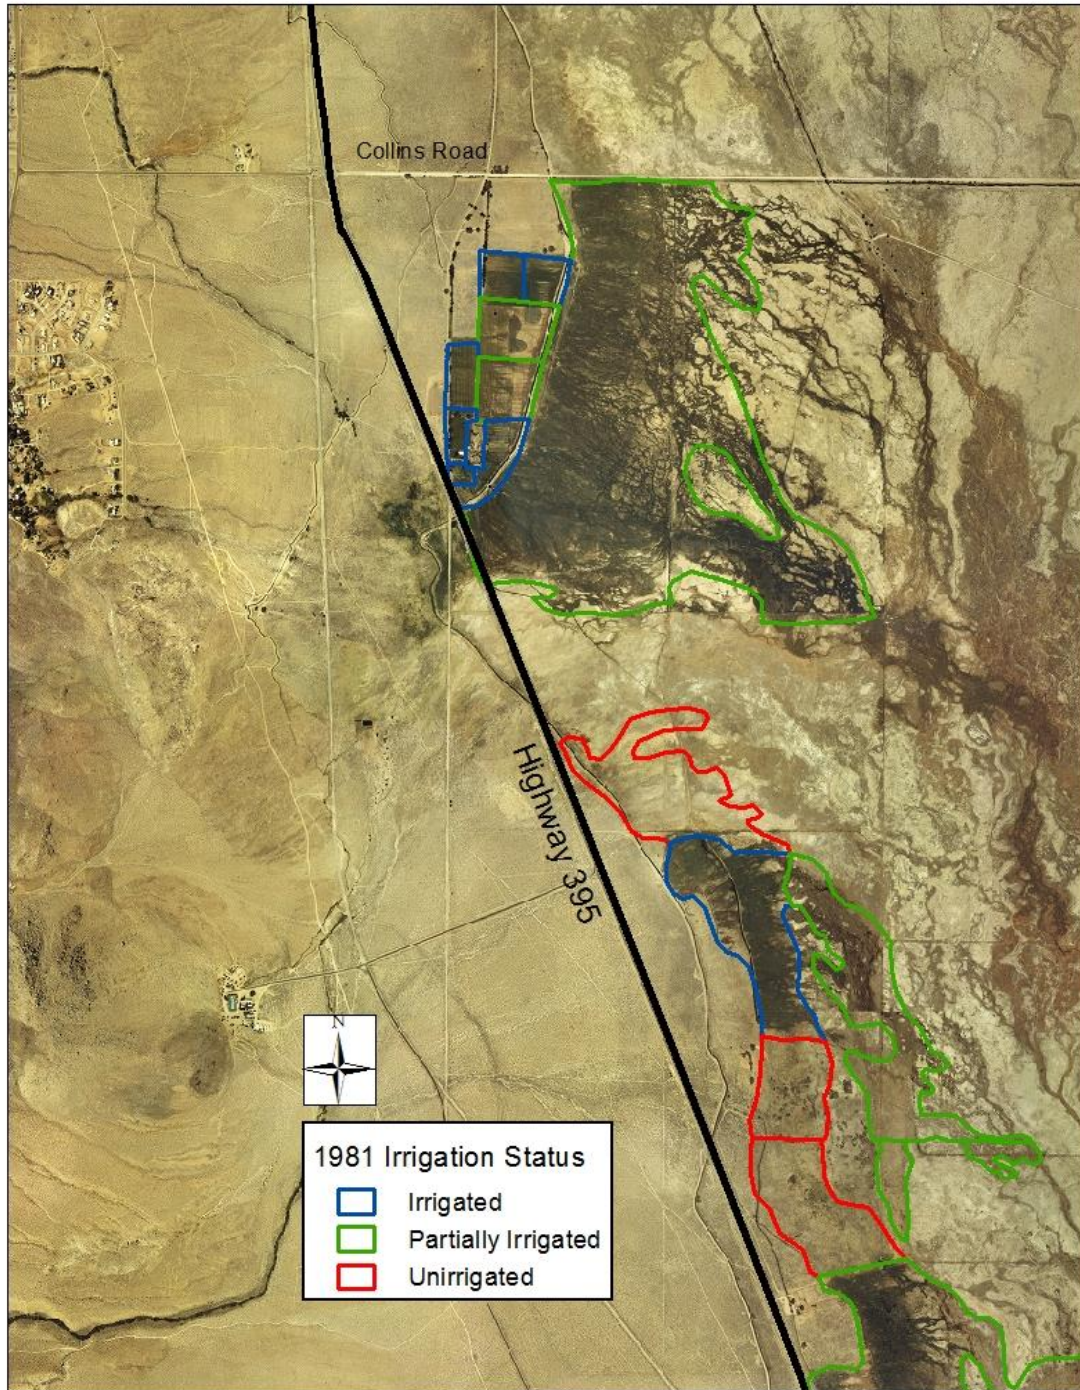 Collins Road
Highway 395
N
1981 Irrigation Status
Irrigated
Partially Irrigated
Unirrigated